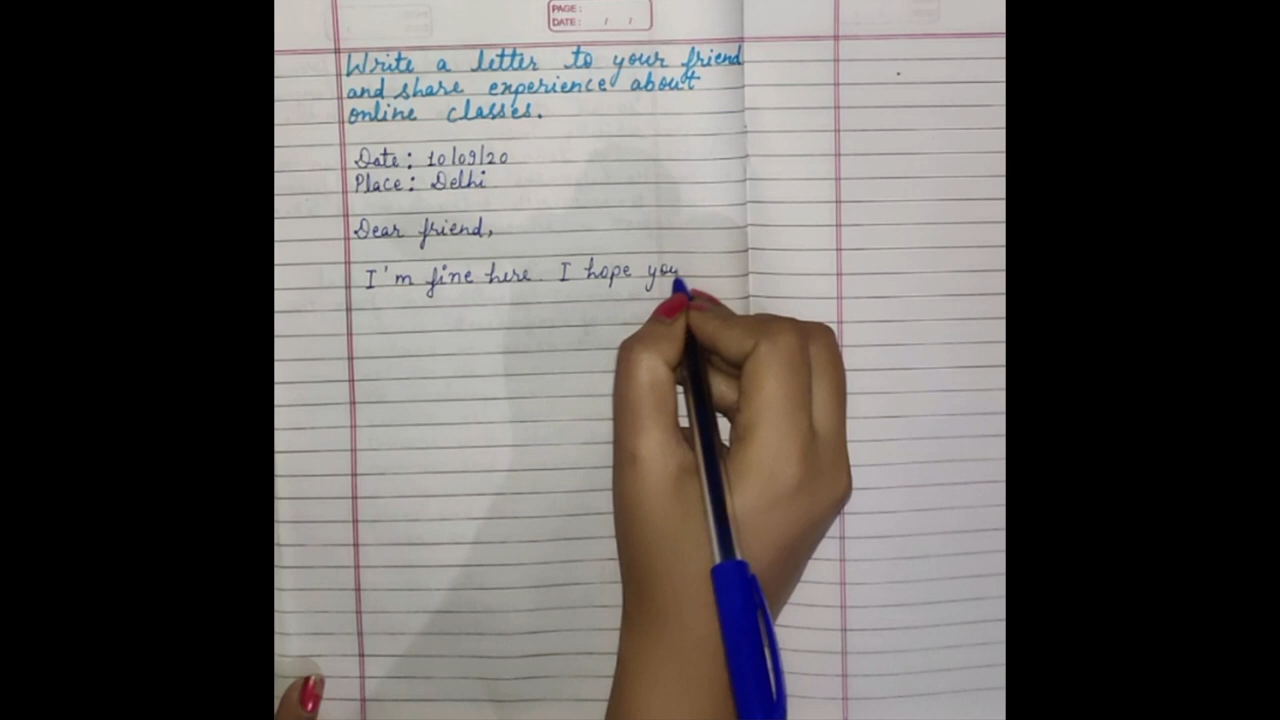 PAGE:
DATE: / /
Write a letter to your friend
and share experience about
online classes.
Date: 10/09/20
Place: Delhi
Dear friend,
I'm fine here. I hope you